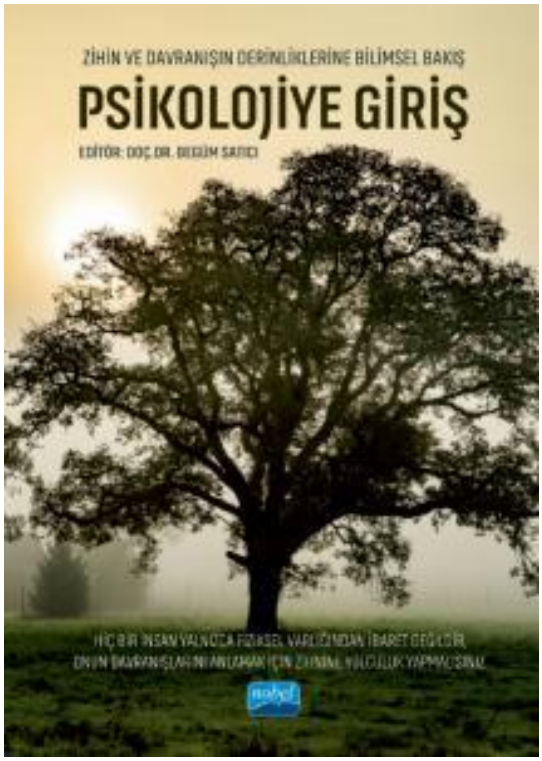 ZİHİN VE DAVRANIŞIN DERİNLİKLERİNE BİLİMSEL BAKIŞ
PSİKOLOJİYE GİRİŞ
EDİTÖR: DOÇ. DR. BEGÜM SATICI
HİÇ BİR İNSAN YALNIZCA FİZİKSEL VARLIĞINDAN İBARET DEĞİLDİR,
ONUN DAVRANIŞLARINI ANLAMAK İÇİN ZİHNİNE YOLCULUK YAPMALISINIZ.
nobel